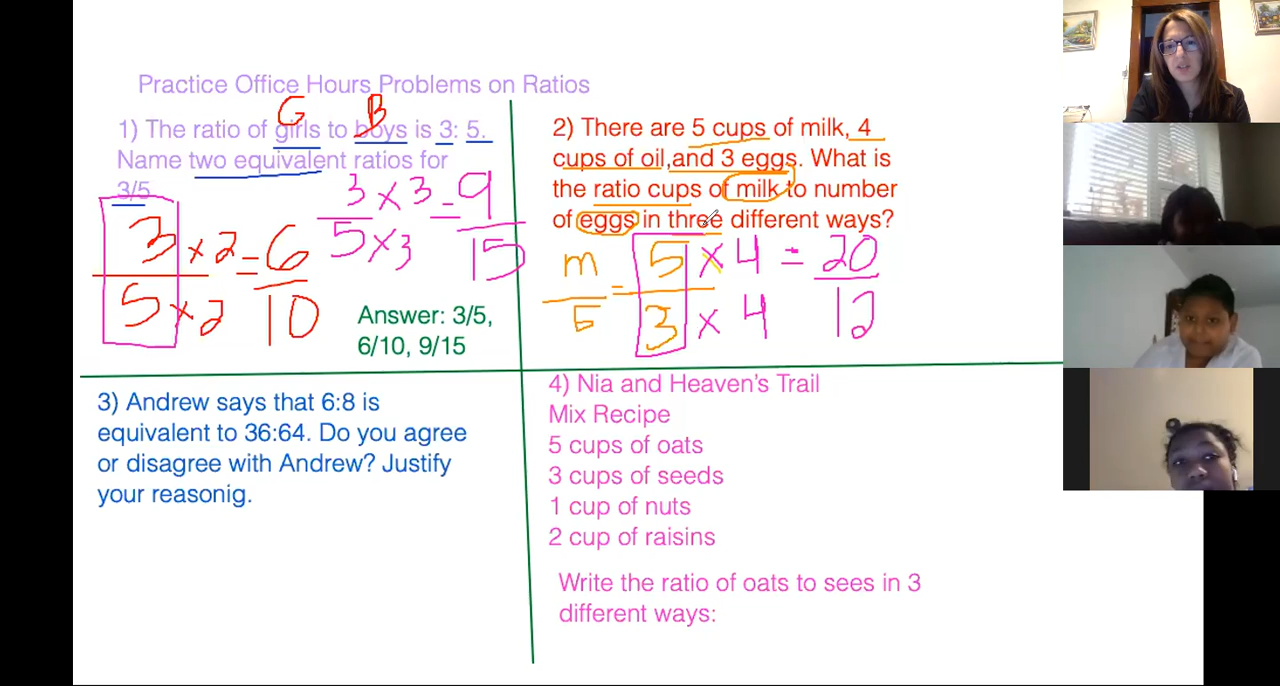 Practice Office Hours Problems on Ratios
G B
1) The ratio of girls to boys is 3: 5.
Name two equivalent ratios for
3/5
3 × 2 = 6
5 × 2 10
3 × 3 = 9
5 × 3 15
Answer: 3/5,
6/10, 9/15
2) There are 5 cups of milk, 4
cups of oil,and 3 eggs. What is
the ratio cups of milk to number
of eggs in three different ways?
m = 5 × 4 = 20
3 × 4 12
3) Andrew says that 6:8 is
equivalent to 36:64. Do you agree
or disagree with Andrew? Justify
your reasonig.
4) Nia and Heaven's Trail
Mix Recipe
5 cups of oats
3 cups of seeds
1 cup of nuts
2 cup of raisins
Write the ratio of oats to sees in 3
different ways: